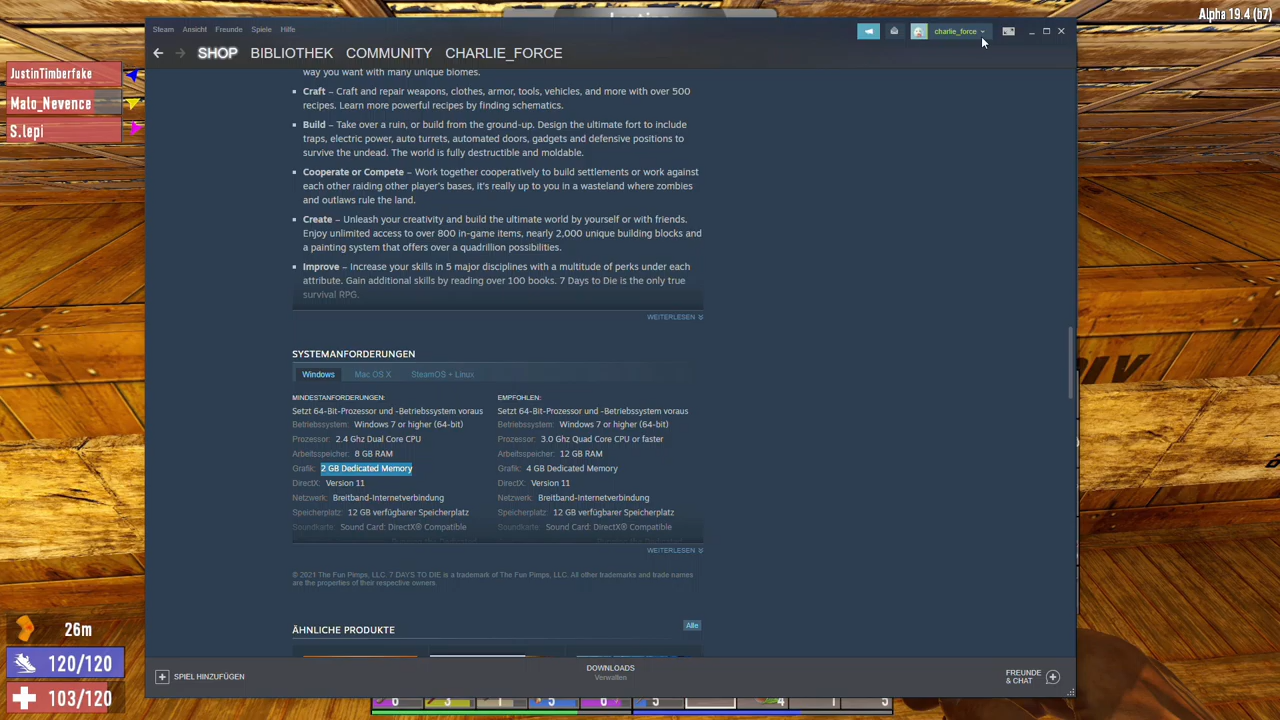 Alpha 19.4 (b7)
Steam Ansicht Freunde Spiele Hilfe
charlie_force
SHOP BIBLIOTHEK COMMUNITY CHARLIE_FORCE
JustinTimberfake
Malo_Nevence
S.lepi
way you want with many unique biomes.
Craft – Craft and repair weapons, clothes, armor, tools, vehicles, and more with over 500
recipes. Learn more powerful recipes by finding schematics.
Build – Take over a ruin, or build from the ground-up. Design the ultimate fort to include
traps, electric power, auto turrets, automated doors, gadgets and defensive positions to
survive the undead. The world is fully destructible and moldable.
Cooperate or Compete – Work together cooperatively to build settlements or work against
each other raiding other player's bases, it's really up to you in a wasteland where zombies
and outlaws rule the land.
Create – Unleash your creativity and build the ultimate world by yourself or with friends.
Enjoy unlimited access to over 800 in-game items, nearly 2,000 unique building blocks and
a painting system that offers over a quadrillion possibilities.
Improve – Increase your skills in 5 major disciplines with a multitude of perks under each
attribute. Gain additional skills by reading over 100 books. 7 Days to Die is the only true
survival RPG.
WEITERLESEN
SYSTEMANFORDERUNGEN
Windows Mac OS X SteamOS + Linux
MINDESTANFORDERUNGEN:
Setzt 64-Bit-Prozessor und -Betriebssystem voraus
Betriebssystem: Windows 7 or higher (64-bit)
Prozessor: 2.4 Ghz Dual Core CPU
Arbeitsspeicher: 8 GB RAM
Grafik: 2 GB Dedicated Memory
DirectX: Version 11
Netzwerk: Breitband-Internetverbindung
Speicherplatz: 12 GB verfügbarer Speicherplatz
Soundkarte: Sound Card: DirectX® Compatible
EMPFOHLEN:
Setzt 64-Bit-Prozessor und -Betriebssystem voraus
Betriebssystem: Windows 7 or higher (64-bit)
Prozessor: 3.0 Ghz Quad Core CPU or faster
Arbeitsspeicher: 12 GB RAM
Grafik: 4 GB Dedicated Memory
DirectX: Version 11
Netzwerk: Breitband-Internetverbindung
Speicherplatz: 12 GB verfügbarer Speicherplatz
Soundkarte: Sound Card: DirectX® Compatible
WEITERLESEN
© 2021 The Fun Pimps, LLC. 7 DAYS TO DIE is a trademark of The Fun Pimps, LLC. All other trademarks and trade names
are the properties of their respective owners.
ÄHNLICHE PRODUKTE Alle
26m
120/120
103/120
SPIEL HINZUFÜGEN
DOWNLOADS
Verwalten
FREUNDE
& CHAT
6 3 1 5 6 5 4 1 5